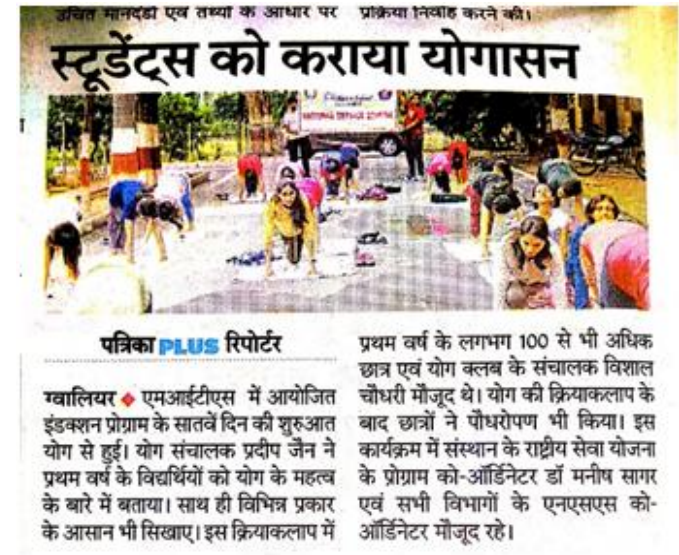 उचित मानदंडों एवं तथ्यों के आधार पर
प्रक्रिया निर्वाह करने की।
स्टूडेंट्स को कराया योगासन
पत्रिका PLUS रिपोर्टर
ग्वालियर एमआईटीएस में आयोजित
इंडक्शन प्रोग्राम के सातवें दिन की शुरुआत
योग से हुई। योग संचालक प्रदीप जैन ने
प्रथम वर्ष के विद्यर्थियों को योग के महत्व
के बारे में बताया। साथ ही विभिन्न प्रकार
के आसान भी सिखाए। इस क्रियाकलाप में
प्रथम वर्ष के लगभग 100 से भी अधिक
छात्र एवं योग क्लब के संचालक विशाल
चौधरी मौजूद थे। योग की क्रियाकलाप के
बाद छात्रों ने पौधरोपण भी किया। इस
कार्यक्रम में संस्थान के राष्ट्रीय सेवा योजना
के प्रोग्राम को-ऑर्डिनेटर डॉ मनीष सागर
एवं सभी विभागों के एनएसएस को-
ऑर्डिनेटर मौजूद रहे।